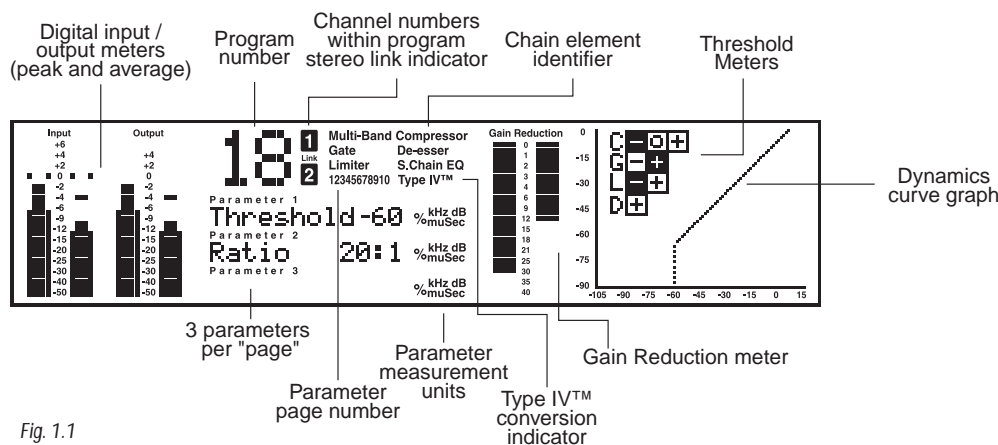 Digital input /
output meters
(peak and average)
Program
number
Channel numbers
within program
stereo link indicator
Chain element
identifier
Threshold
Meters
Input
+6
+4
+2
0
-2
-4
-6
-9
-12
-15
-20
-30
-40
-50
Output
+4
+2
0
-2
-4
-6
-9
-12
-15
-20
-30
-40
-50
18
1
Link
2
Multi-Band Compressor
Gate De-esser
Limiter S.Chain EQ
12345678910 Type IV™
Parameter 1
Threshold -60 % kHz dB muSec
Parameter 2
Ratio 20:1 % kHz dB muSec
Parameter 3
% kHz dB muSec
Gain Reduction
0
1
2
3
4
6
9
12
15
18
21
25
30
35
40
0
-15
-30
-45
-60
-75
-90
-105 -90 -75 -60 -45 -30 -15 0 15
C - O +
G - +
L - +
D +
Dynamics
curve graph
3 parameters
per "page"
Parameter
page number
Parameter
measurement
units
Type IV™
conversion
indicator
Gain Reduction meter
Fig. 1.1